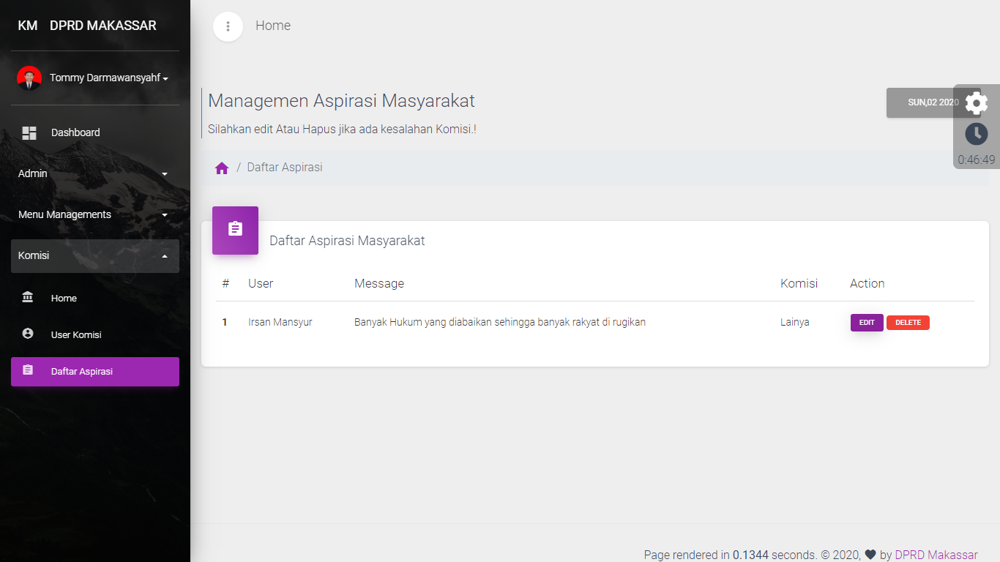 KM DPRD MAKASSAR
Tommy Darmawansyahf
Dashboard
Admin
Menu Managements
Komisi
Home
User Komisi
Daftar Aspirasi
Home
Managemen Aspirasi Masyarakat
Silahkan edit Atau Hapus jika ada kesalahan Komisi.!
SUN,02 2020
0:46:49
/ Daftar Aspirasi
Daftar Aspirasi Masyarakat
# User Message Komisi Action
1 Irsan Mansyur Banyak Hukum yang diabaikan sehingga banyak rakyat di rugikan Lainya EDIT DELETE
Page rendered in 0.1344 seconds. © 2020, by DPRD Makassar